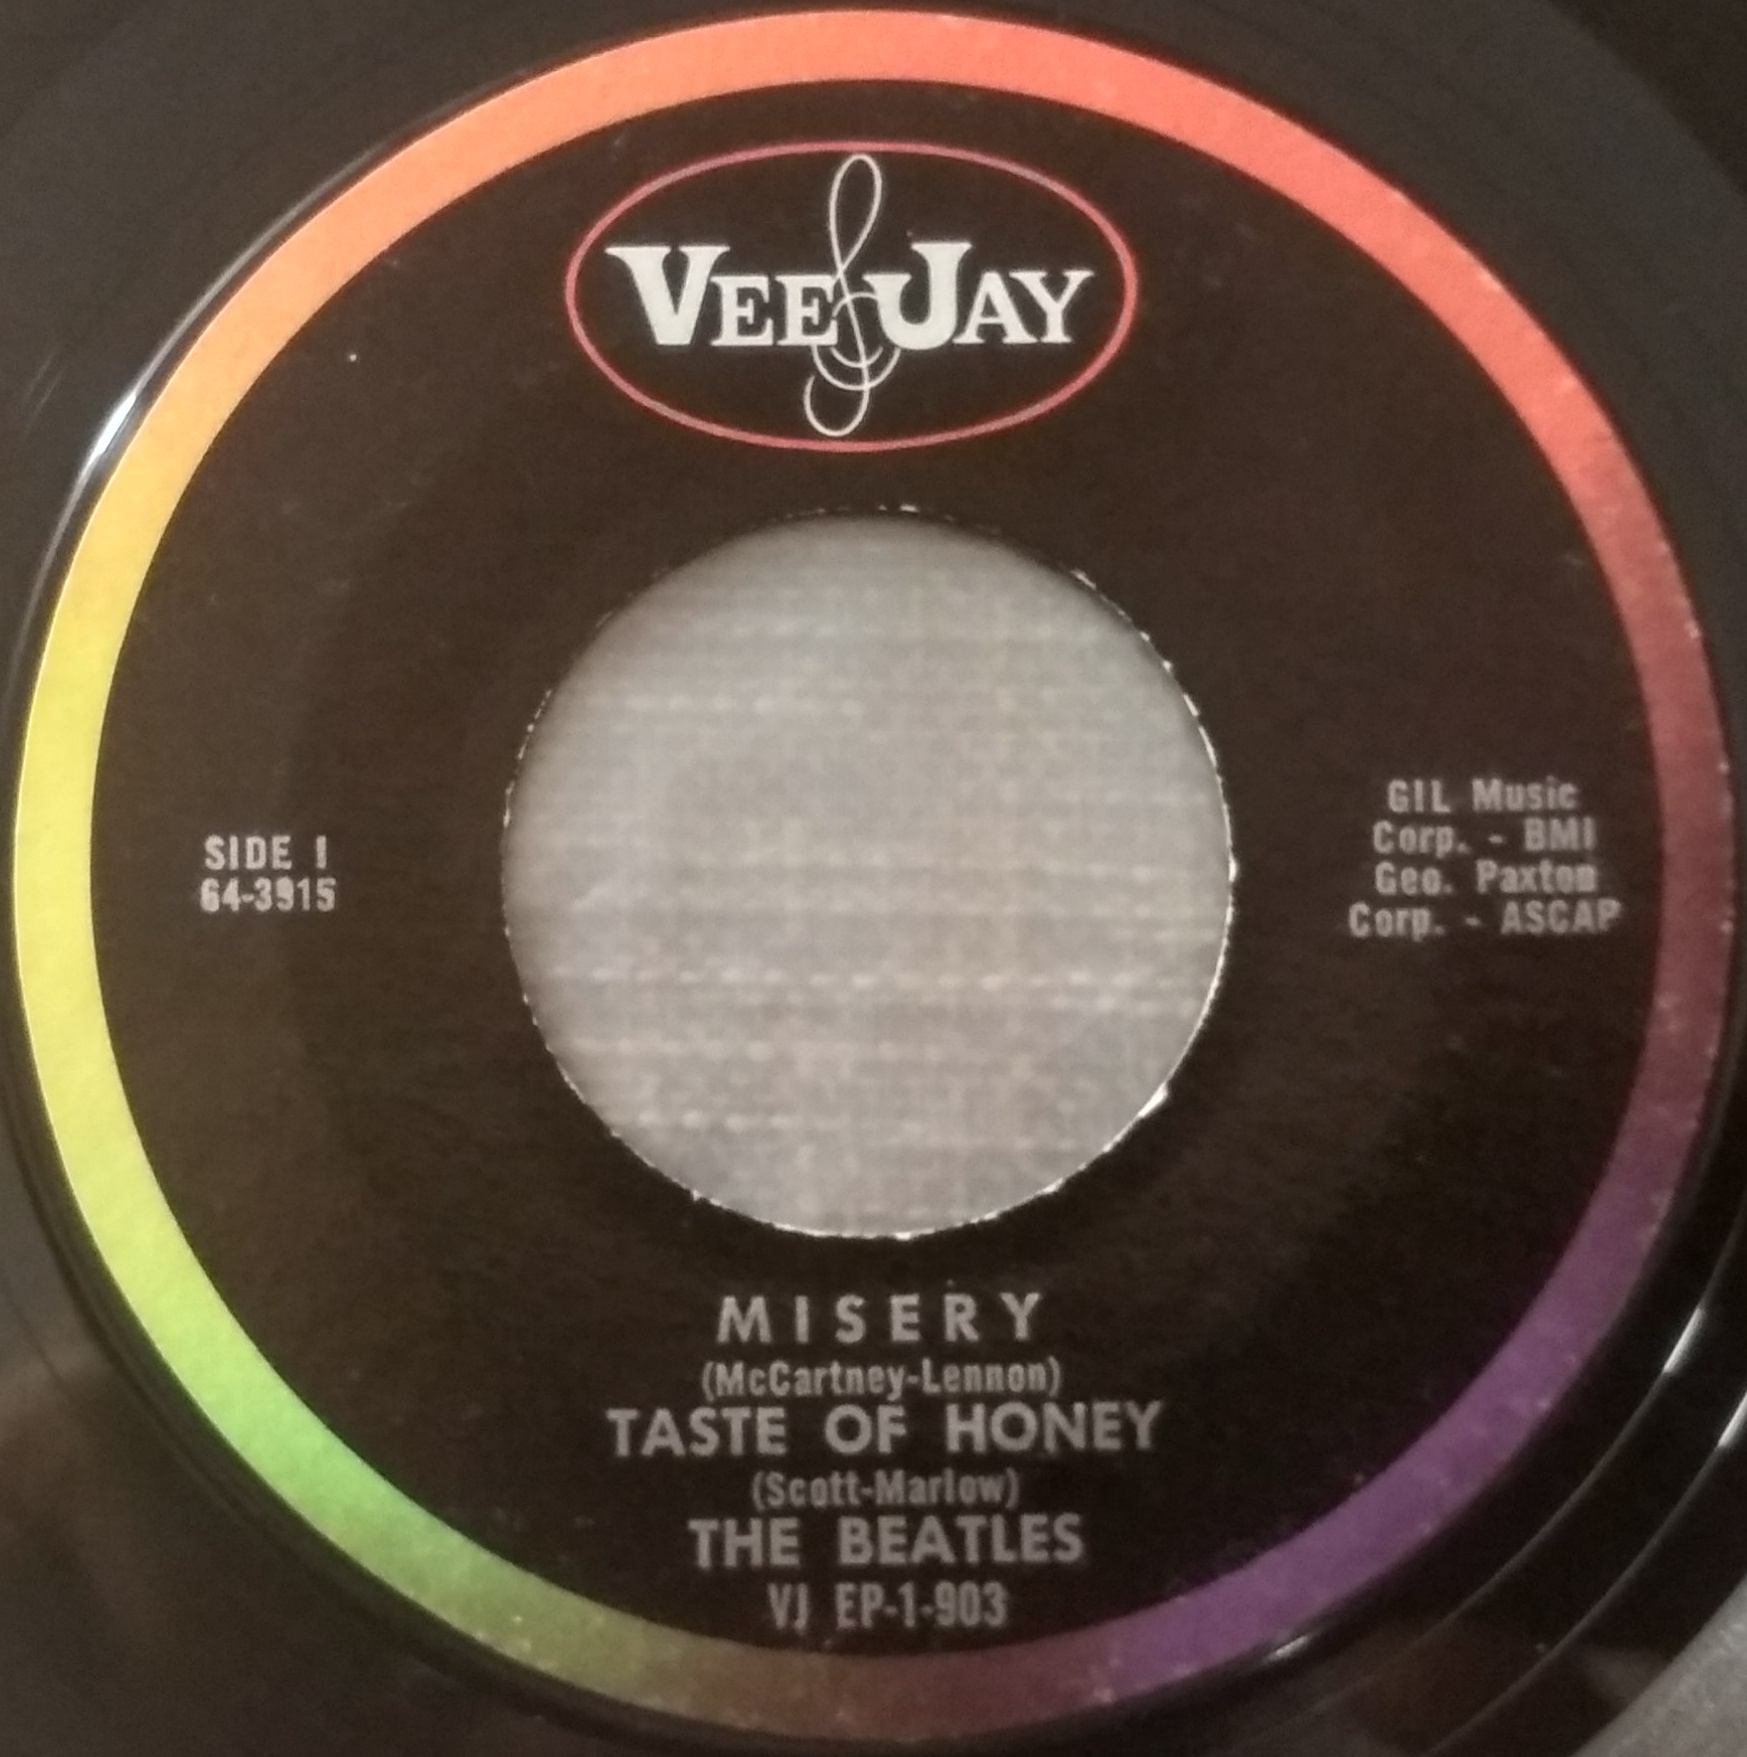 VEE JAY
SIDE 1
64-3915
GIL Music
Corp. - BMI
Geo. Paxton
Corp. - ASCAP
MISERY
(McCartney-Lennon)
TASTE OF HONEY
(Scott-Marlow)
THE BEATLES
VJ EP-1-903